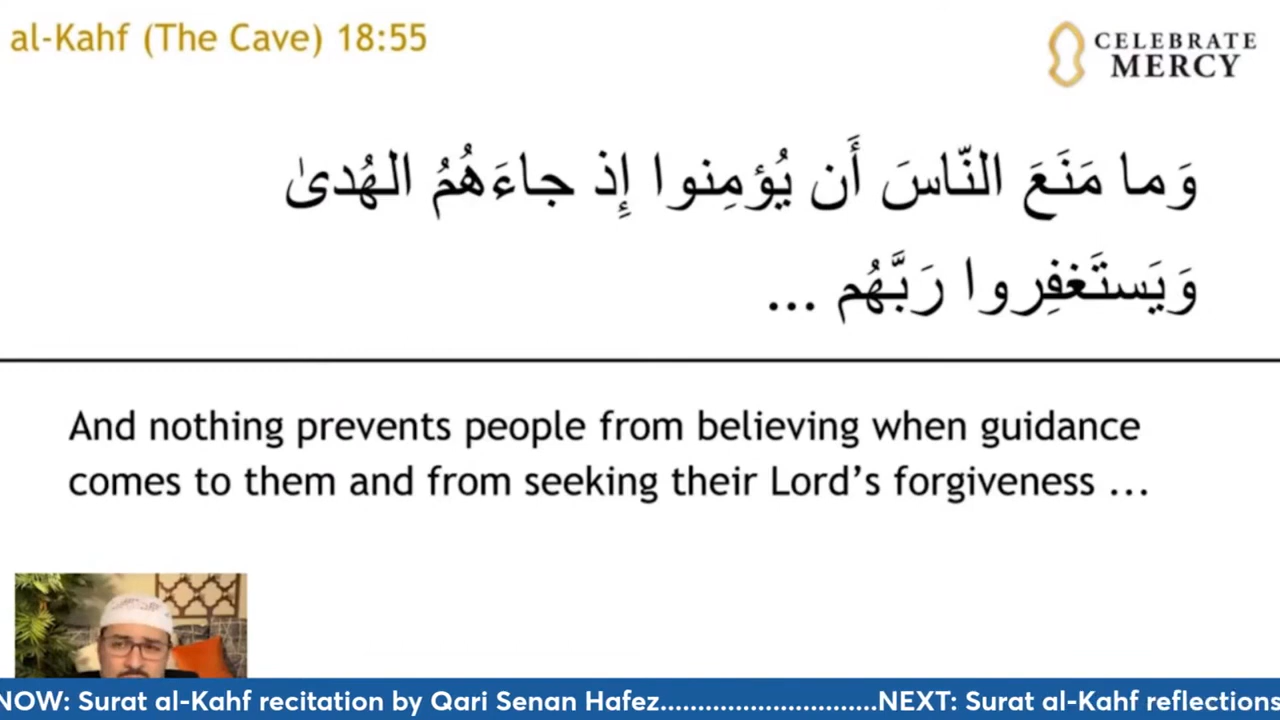 al-Kahf (The Cave) 18:55
CELEBRATE
MERCY
وَما مَنَعَ النّاسَ أَن يُؤمِنوا إِذ جاءَهُمُ الهُدىٰ
وَيَستَغفِروا رَبَّهُم ...
And nothing prevents people from believing when guidance
comes to them and from seeking their Lord’s forgiveness ...
NOW: Surat al-Kahf recitation by Qari Senan Hafez.............................NEXT: Surat al-Kahf reflections